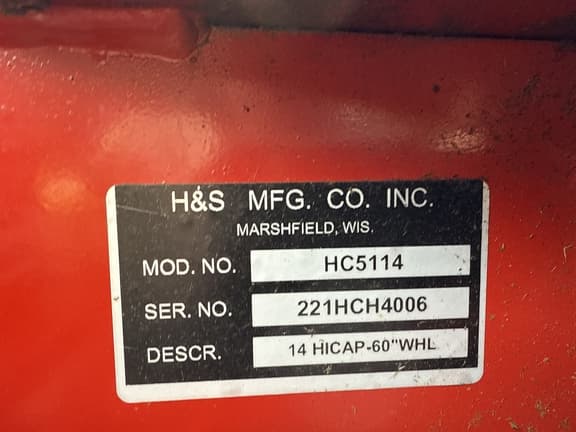 H&S MFG. CO. INC.
MARSHFIELD, WIS.
MOD. NO. HC5114
SER. NO. 221HCH4006
DESCR. 14 HICAP-60"WHL